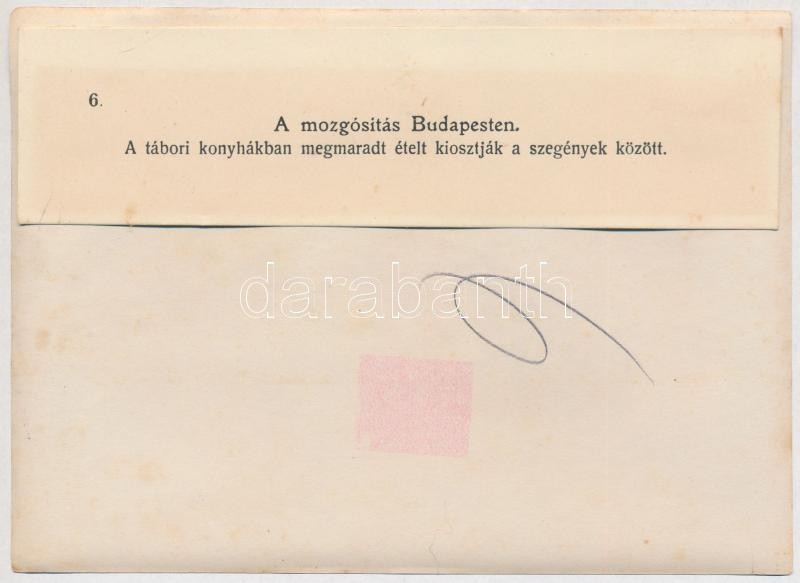 6.
A mozgósitás Budapesten.
A tábori konyhákban megmaradt ételt kiosztják a szegények között.
darabanth